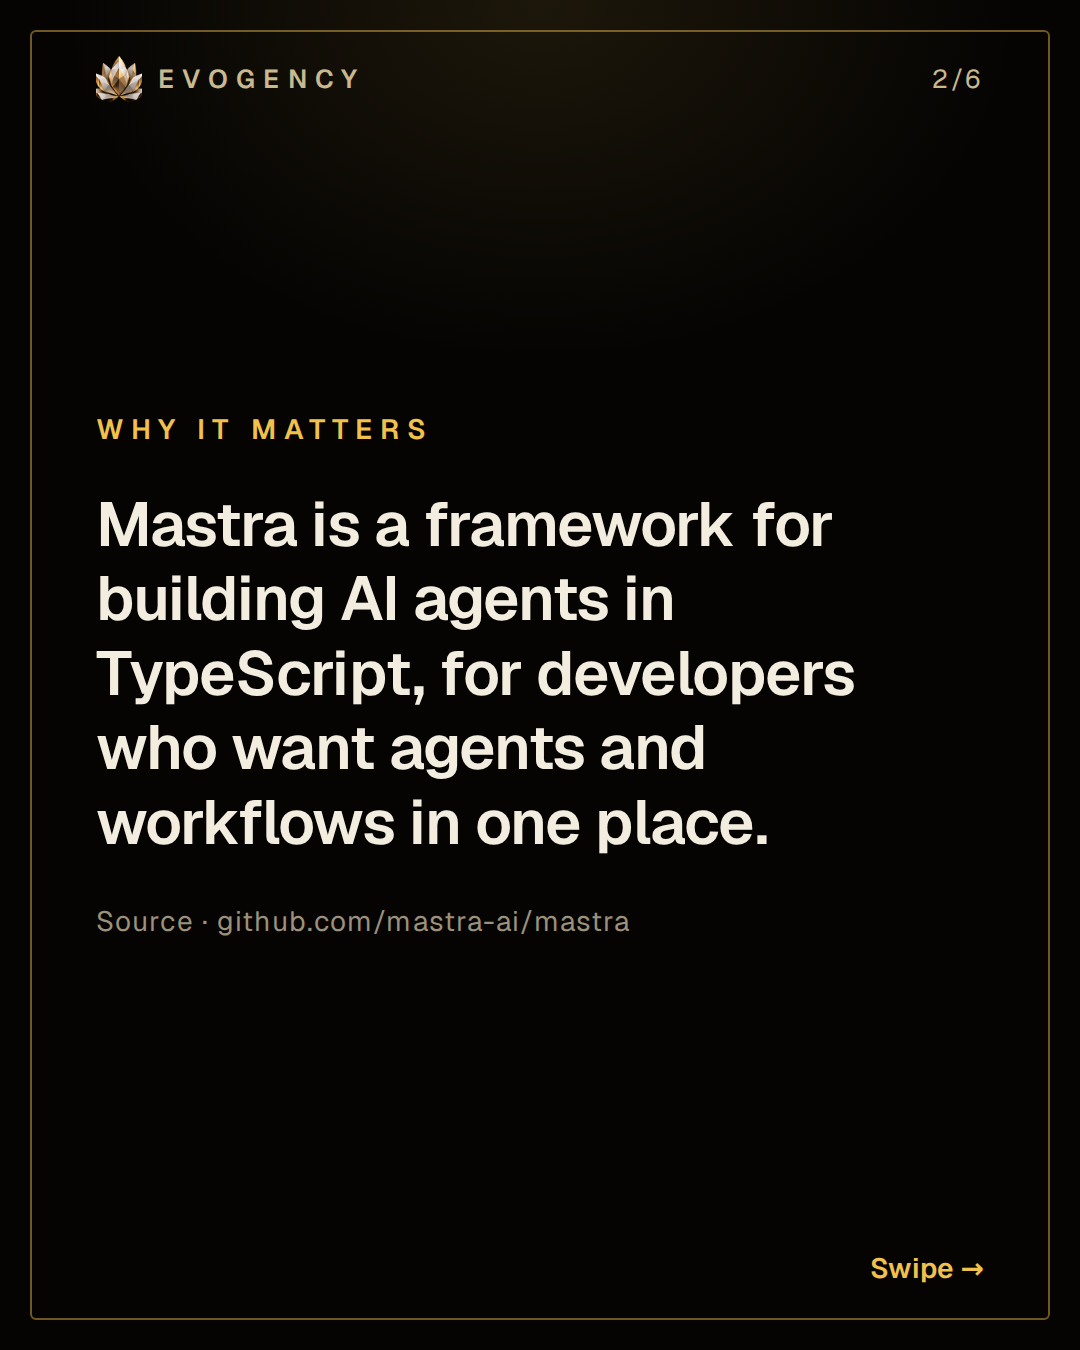 EVOGENCY
2/6
WHY IT MATTERS
Mastra is a framework for
building AI agents in
TypeScript, for developers
who want agents and
workflows in one place.
Source · github.com/mastra-ai/mastra
Swipe →